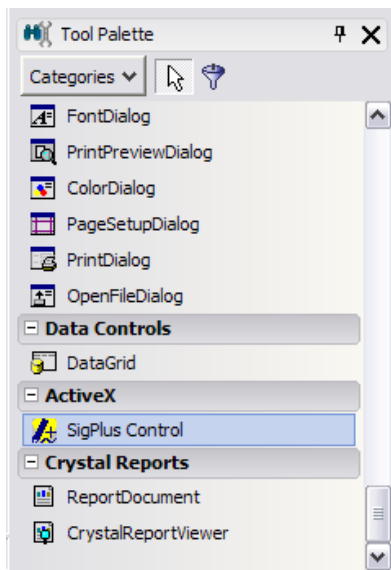 Tool Palette
Categories
FontDialog
PrintPreviewDialog
ColorDialog
PageSetupDialog
PrintDialog
OpenFileDialog
Data Controls
DataGrid
ActiveX
SigPlus Control
Crystal Reports
ReportDocument
CrystalReportViewer